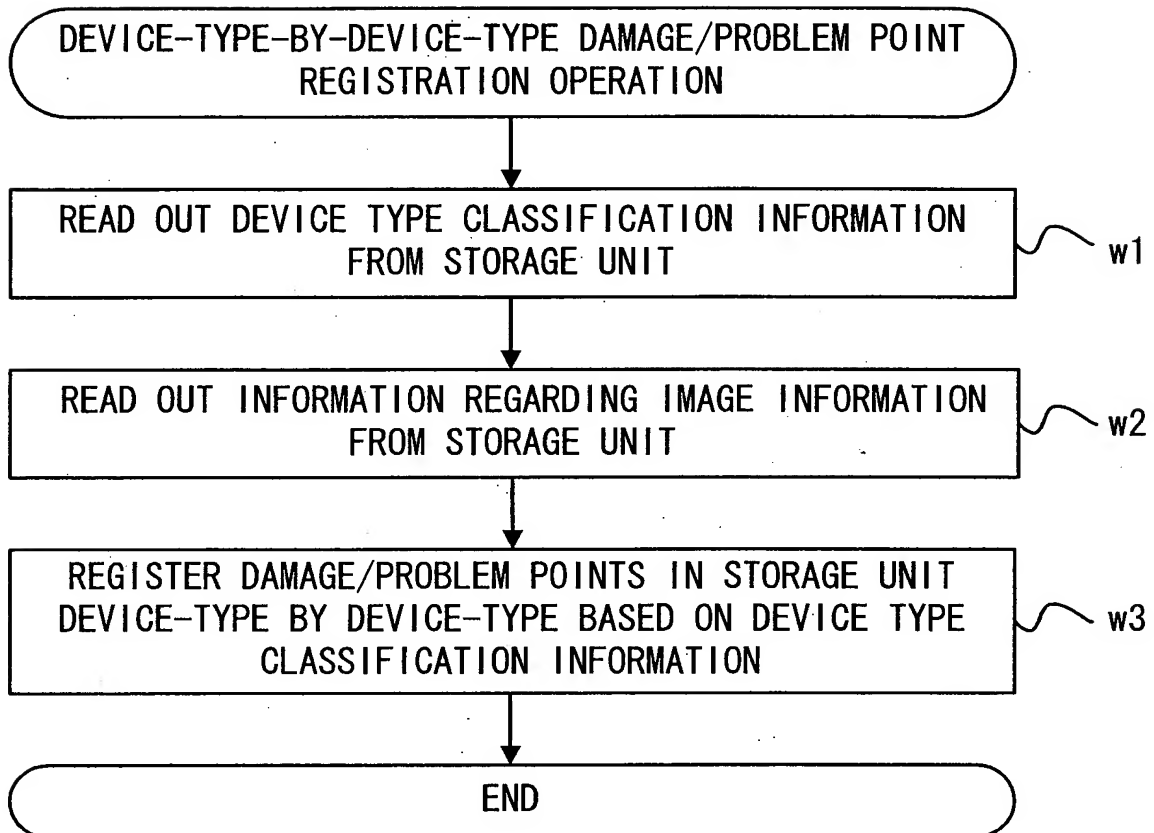 DEVICE-TYPE-BY-DEVICE-TYPE DAMAGE/PROBLEM POINT
REGISTRATION OPERATION
READ OUT DEVICE TYPE CLASSIFICATION INFORMATION
FROM STORAGE UNIT
w1
READ OUT INFORMATION REGARDING IMAGE INFORMATION
FROM STORAGE UNIT
w2
REGISTER DAMAGE/PROBLEM POINTS IN STORAGE UNIT
DEVICE-TYPE BY DEVICE-TYPE BASED ON DEVICE TYPE
CLASSIFICATION INFORMATION
w3
END